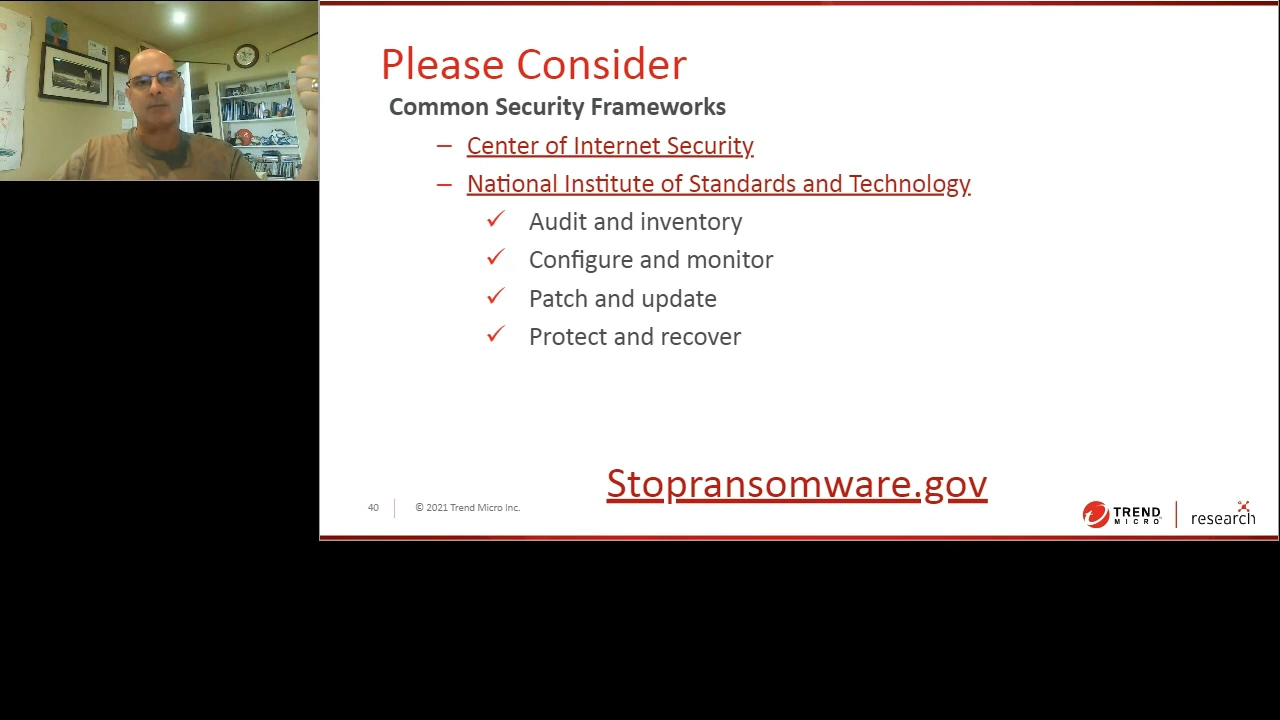 Please Consider
Common Security Frameworks
– Center of Internet Security
– National Institute of Standards and Technology
✓ Audit and inventory
✓ Configure and monitor
✓ Patch and update
✓ Protect and recover
Stopransomware.gov
40
© 2021 Trend Micro Inc.
TREND
MICRO
research